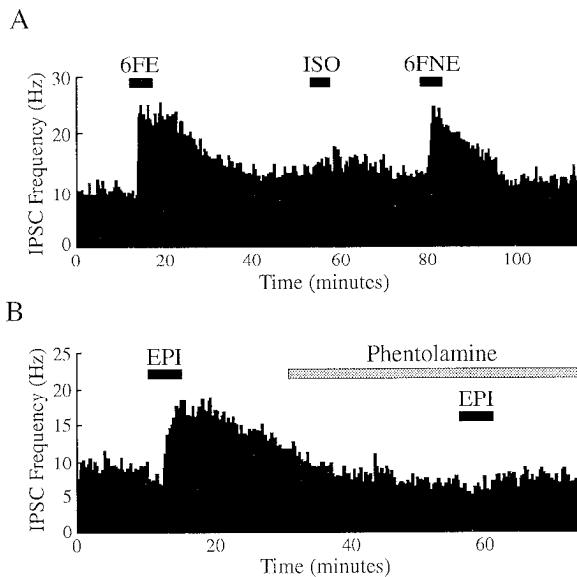 A
6FE ISO 6FNE
IPSC Frequency (Hz)
30
20
10
0
0 20 40 60 80 100
Time (minutes)
B
EPI Phentolamine
EPI
IPSC Frequency (Hz)
25
20
15
10
5
0
0 20 40 60
Time (minutes)